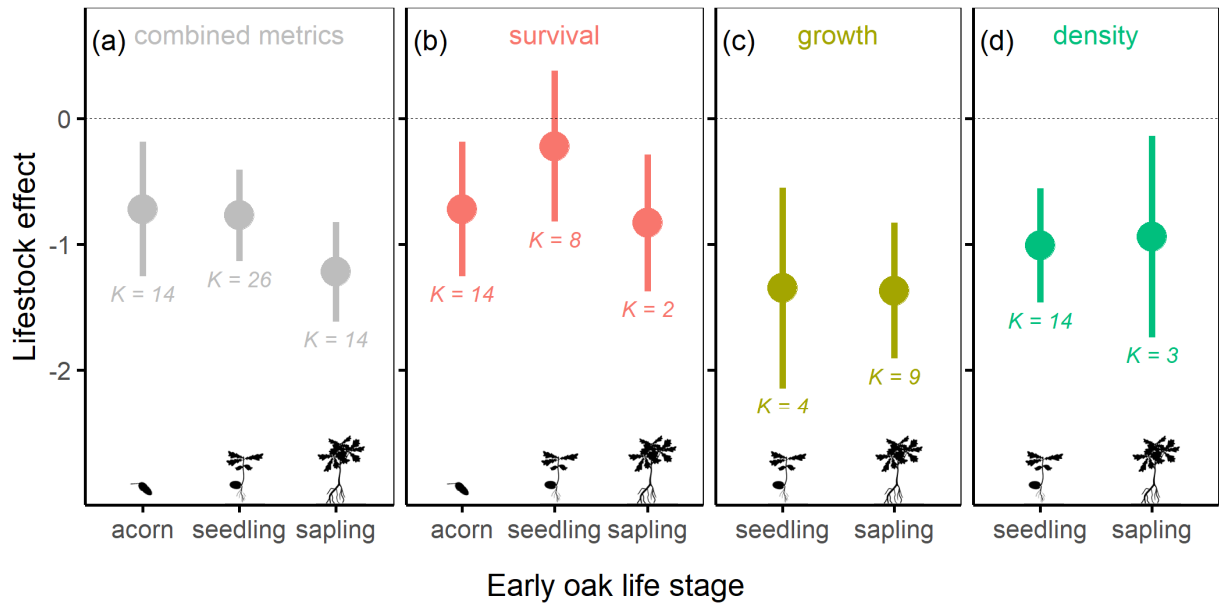 (a) combined metrics
(b) survival
(c) growth
(d) density
Livestock effect
0
-1
-2
K = 14
K = 26
K = 14
K = 14
K = 8
K = 2
K = 4
K = 9
K = 14
K = 3
acorn seedling sapling
acorn seedling sapling
seedling sapling
seedling sapling
Early oak life stage